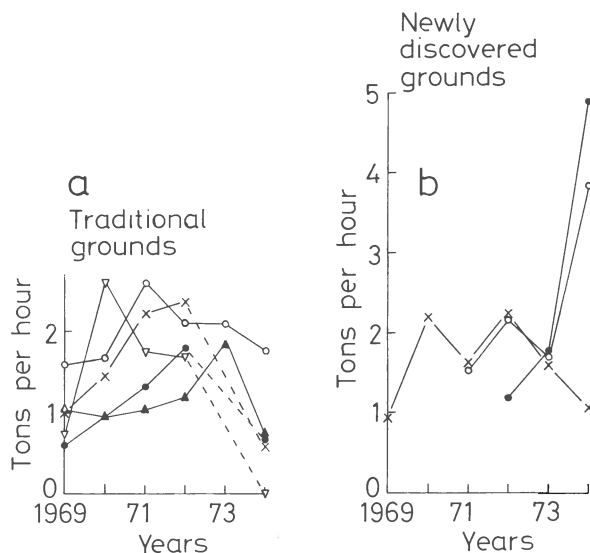 a
Traditional
grounds
Tons per hour
2
1
0
1969 71 73
Years
Newly
discovered
grounds
b
Tons per hour
5
4
3
2
1
0
1969 71 73
Years